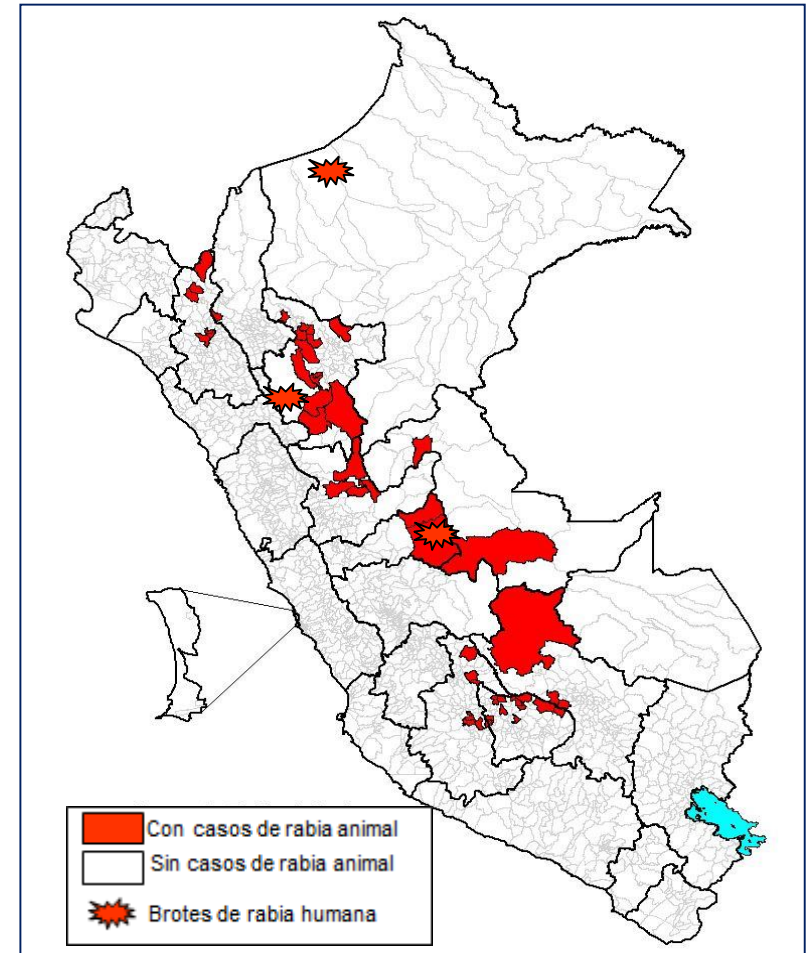 Con casos de rabia animal
Sin casos de rabia animal
Brotes de rabia humana